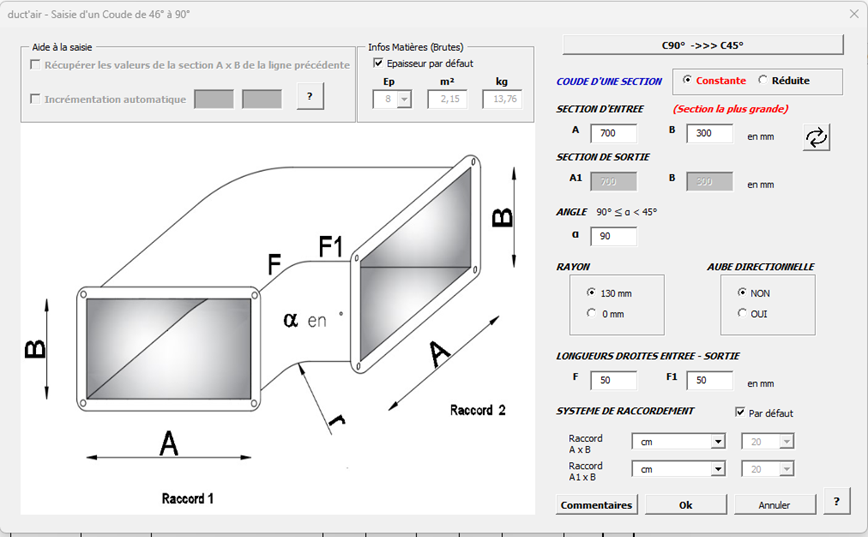 duct'air - Saisie d'un Coude de 46° à 90°
Aide à la saisie
Récupérer les valeurs de la section A x B de la ligne précédente
Incrémentation automatique
?
Infos Matières (Brutes)
Epaisseur par défaut
Ep m² kg
8 2,15 13,76
C90° ->>> C45°
COUDE D'UNE SECTION Constante Réduite
SECTION D'ENTREE (Section la plus grande)
A 700 B 300 en mm
SECTION DE SORTIE
A1 700 B 300 en mm
ANGLE 90° ≤ α < 45°
α 90
RAYON
130 mm
0 mm
AUBE DIRECTIONNELLE
NON
OUI
LONGUEURS DROITES ENTREE - SORTIE
F 50 F1 50 en mm
SYSTEME DE RACCORDEMENT Par défaut
Raccord
A x B
cm 20
Raccord
A1 x B
cm 20
Commentaires Ok Annuler ?
F F1
B
α en °
B
A
r
A
Raccord 2
Raccord 1